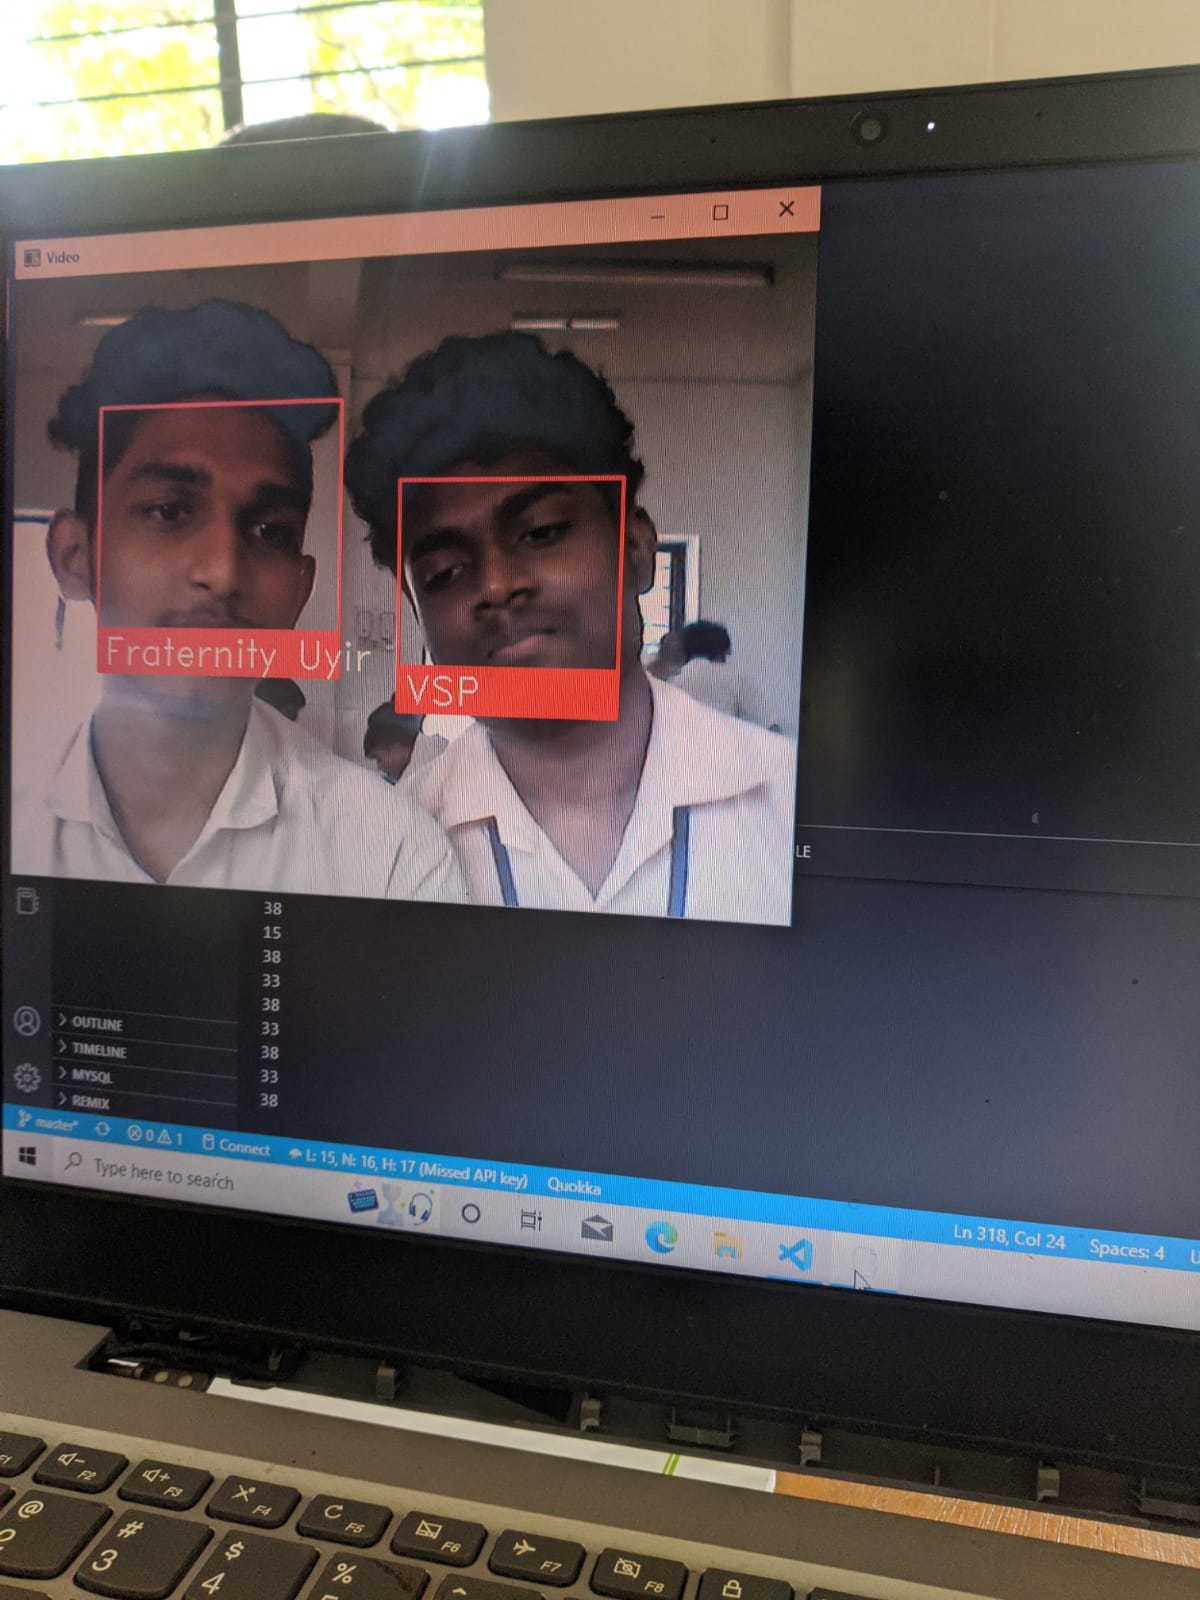 Video
Fraternity Uyir
VSP
LE
38
15
38
33
38
33
38
33
38
OUTLINE
TIMELINE
MYSQL
REMIX
master*
0 1
Connect
L: 15, N: 16, H: 17 (Missed API key)
Quokka
Ln 318, Col 24
Spaces: 4
Type here to search
F1
F2
F3
F4
F5
F6
F7
F8
@
2
#
3
$
4
%